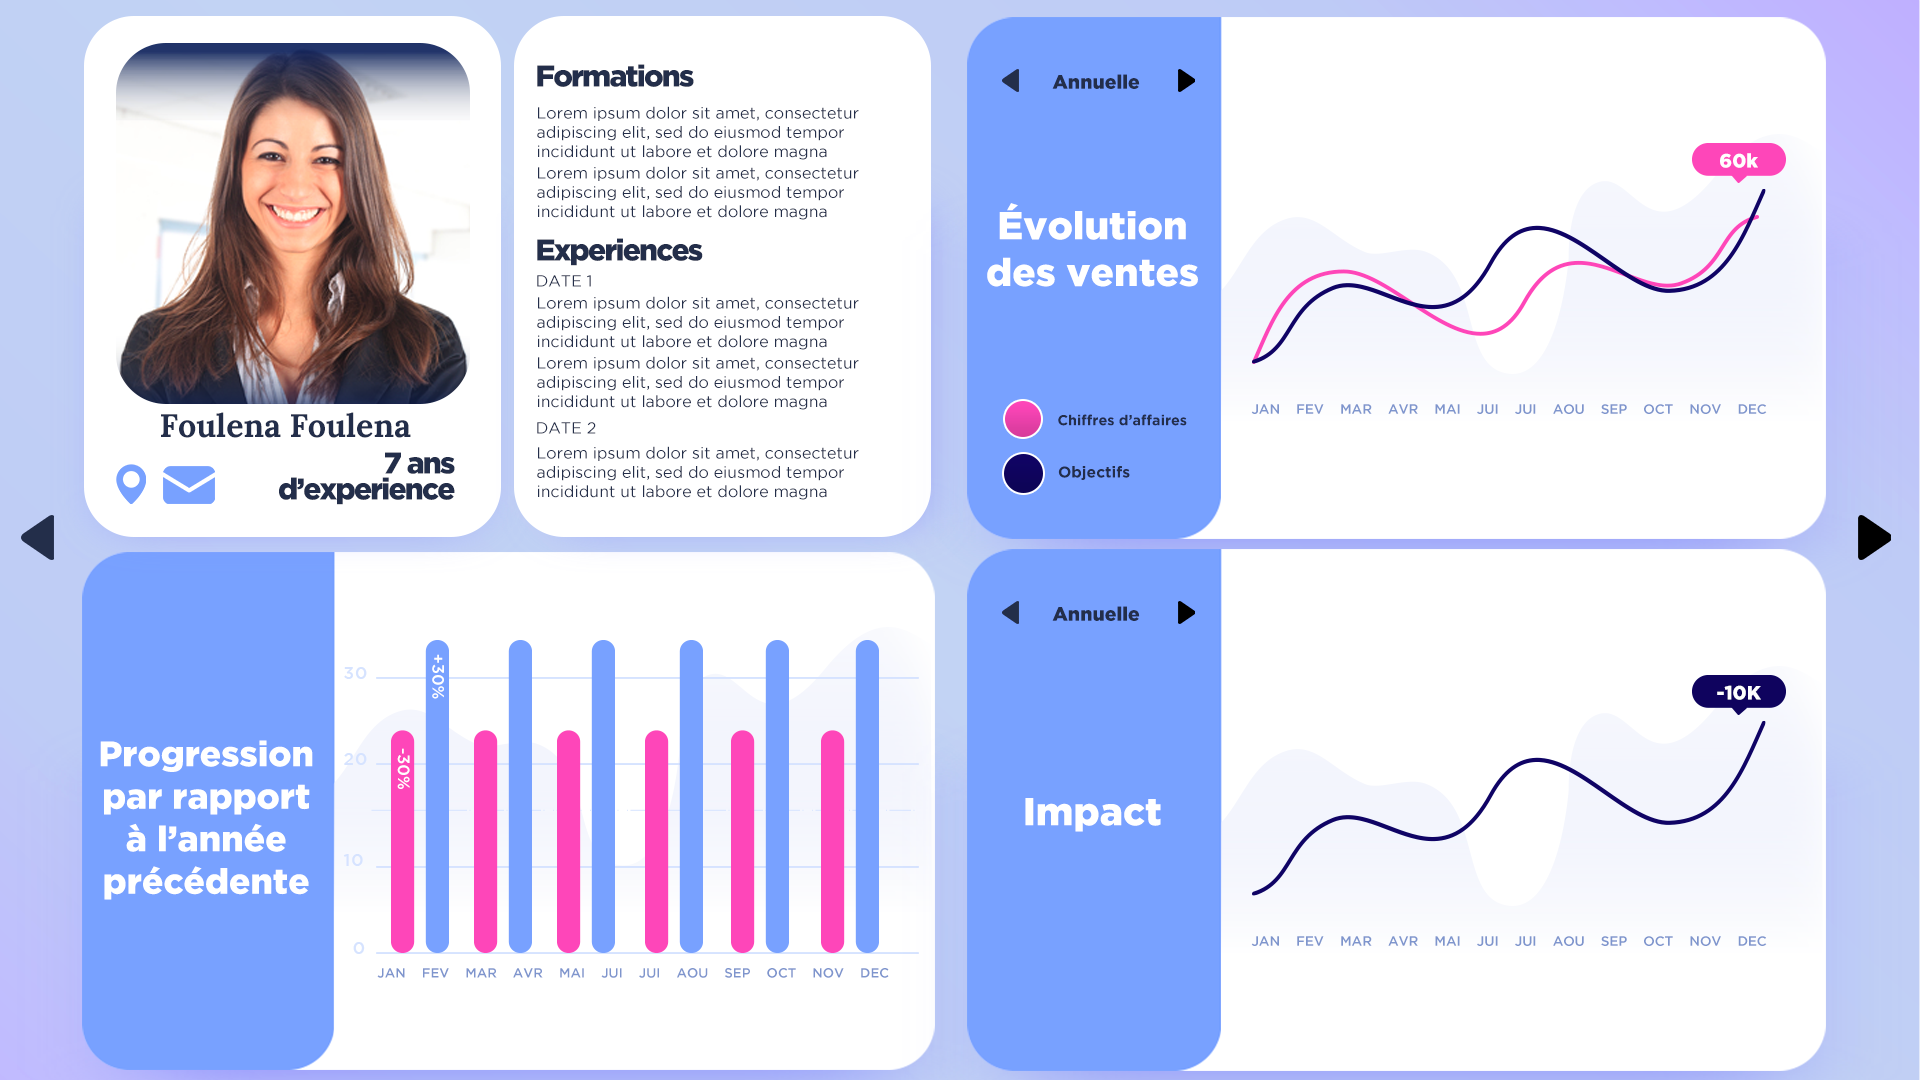 Foulena Foulena
7 ans
d’experience
Formations
Lorem ipsum dolor sit amet, consectetur
adipiscing elit, sed do eiusmod tempor
incididunt ut labore et dolore magna
Lorem ipsum dolor sit amet, consectetur
adipiscing elit, sed do eiusmod tempor
incididunt ut labore et dolore magna
Experiences
DATE 1
Lorem ipsum dolor sit amet, consectetur
adipiscing elit, sed do eiusmod tempor
incididunt ut labore et dolore magna
Lorem ipsum dolor sit amet, consectetur
adipiscing elit, sed do eiusmod tempor
incididunt ut labore et dolore magna
DATE 2
Lorem ipsum dolor sit amet, consectetur
adipiscing elit, sed do eiusmod tempor
incididunt ut labore et dolore magna
Annuelle
Évolution
des ventes
Chiffres d’affaires
Objectifs
60k
JAN FEV MAR AVR MAI JUI JUI AOU SEP OCT NOV DEC
Progression
par rapport
à l’année
précédente
30
20
10
0
-30%
+30%
JAN FEV MAR AVR MAI JUI JUI AOU SEP OCT NOV DEC
Annuelle
Impact
-10K
JAN FEV MAR AVR MAI JUI JUI AOU SEP OCT NOV DEC